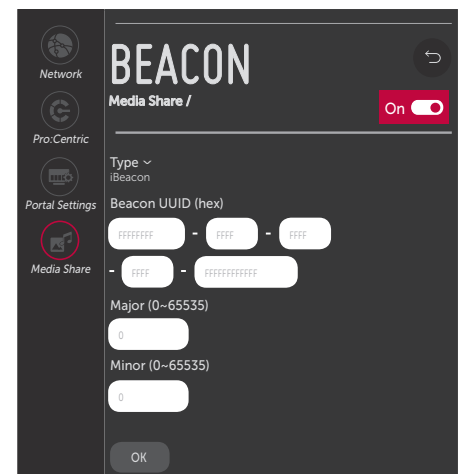 BEACON
Media Share /
On
Network
Pro:Centric
Portal Settings
Media Share
Type
iBeacon
Beacon UUID (hex)
FFFFFFFF - FFFF - FFFF
- FFFF - FFFFFFFFFFFF
Major (0~65535)
0
Minor (0~65535)
0
OK